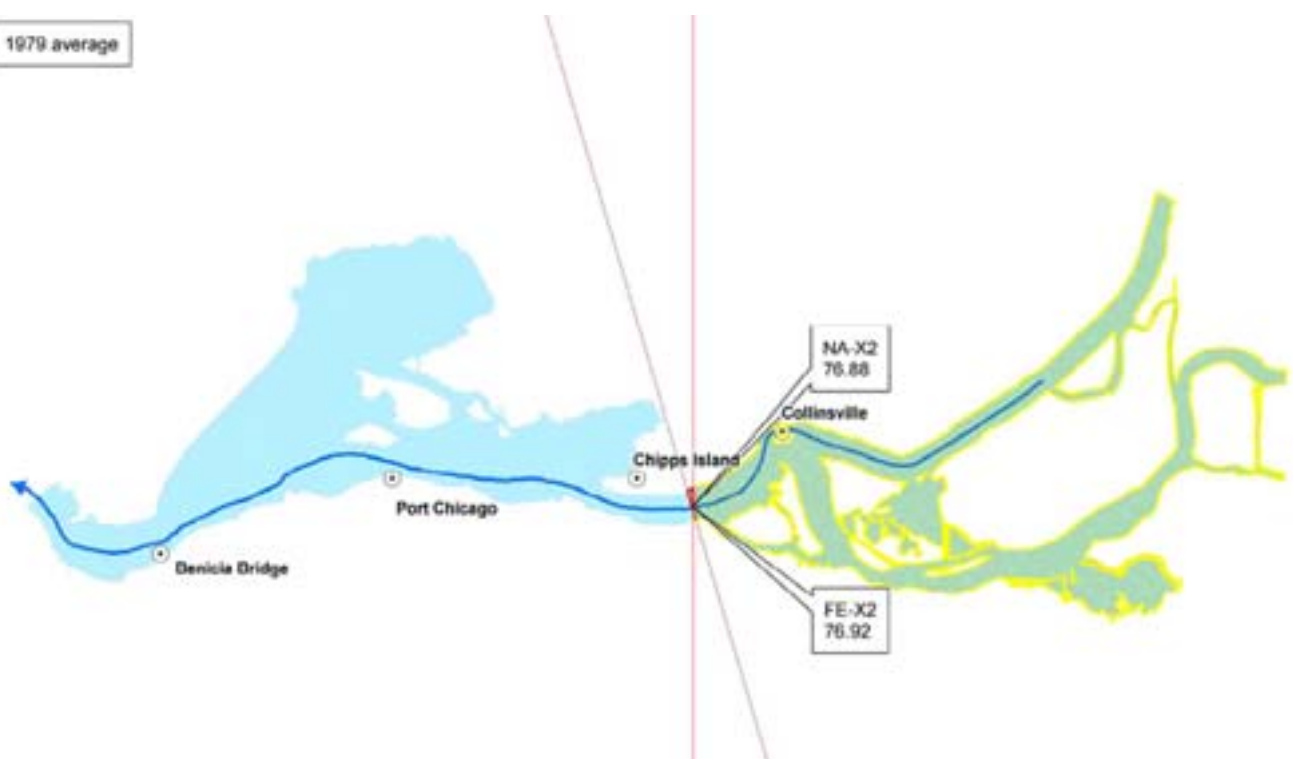 1979 average
NA-X2
76.88
Collinsville
Chipps Island
Port Chicago
Benicia Bridge
FE-X2
76.92